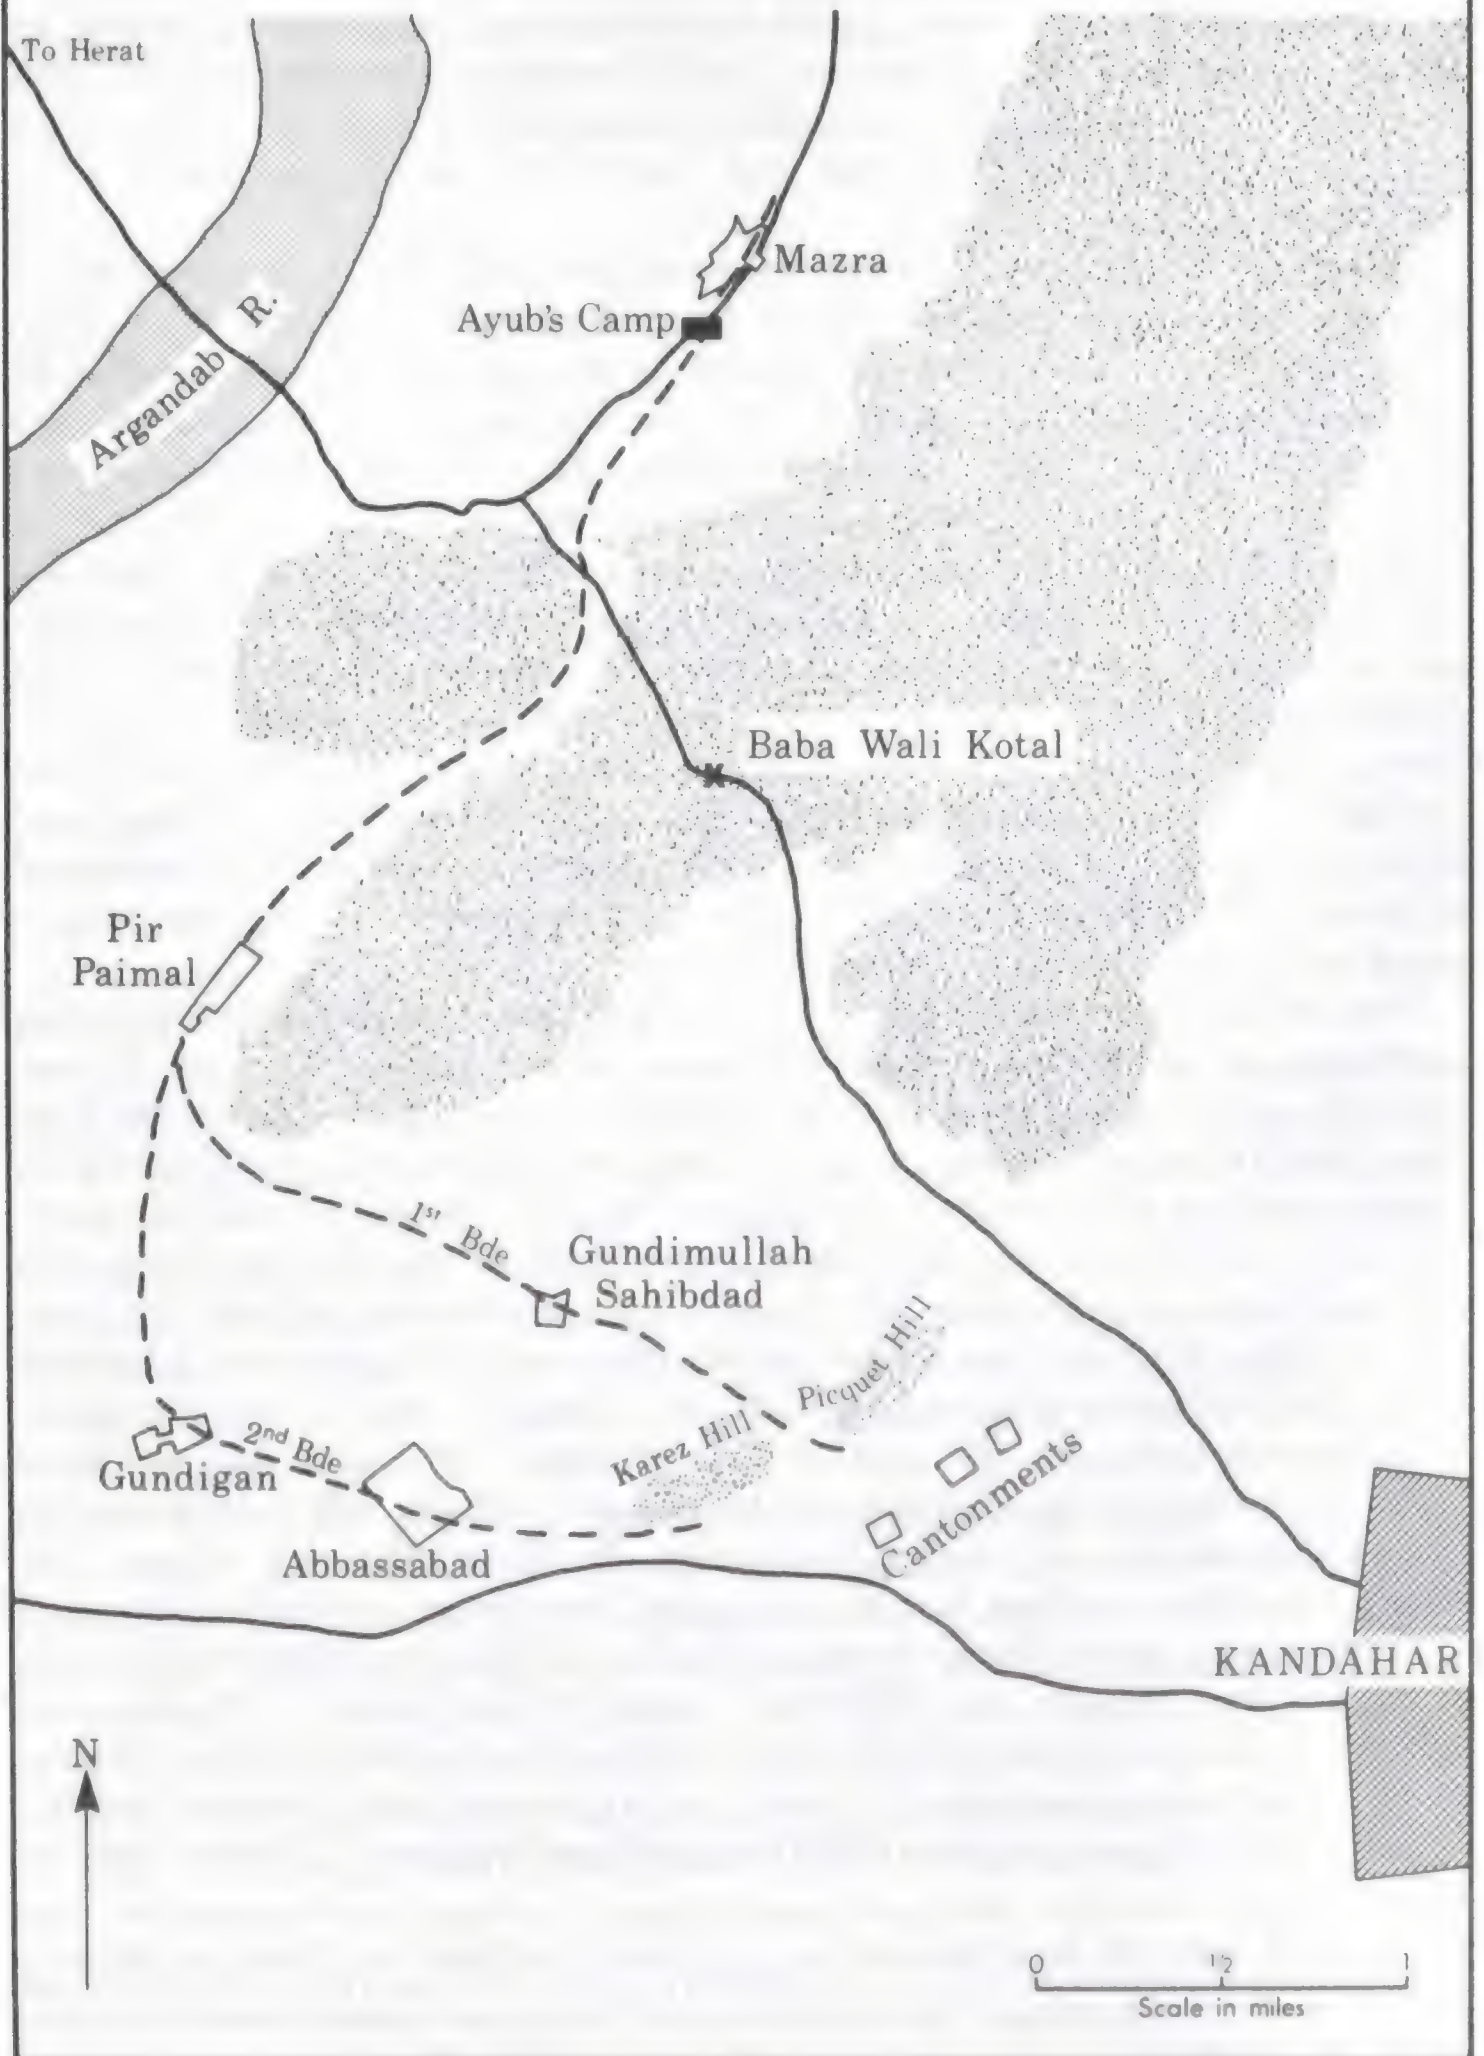 To Herat
Mazra
Ayub's Camp
Argandab R.
Baba Wali Kotal
Pir
Paimal
1st Bde
Gundimullah
Sahibdad
Picquet Hill
Karez Hill
2nd Bde
Gundigan
Cantonments
Abbassabad
KANDAHAR
N
0 1/2 1
Scale in miles